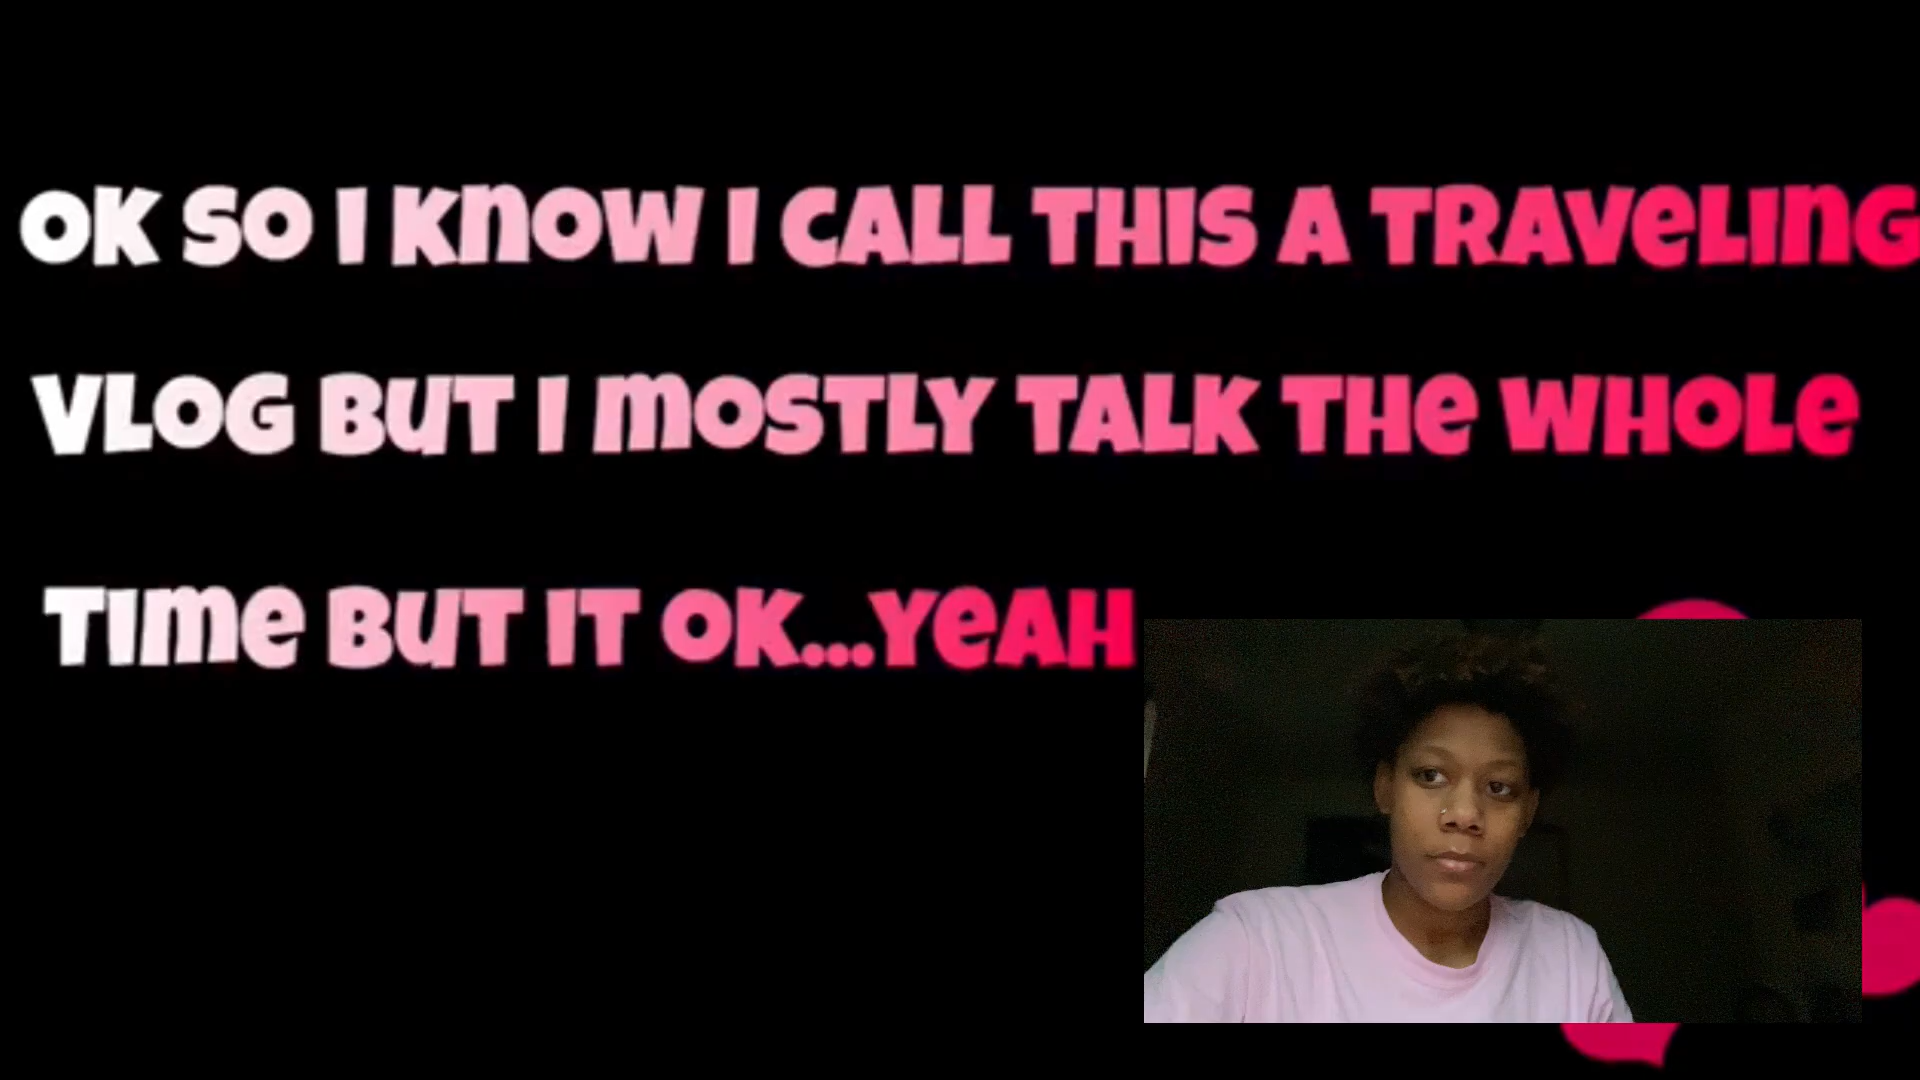 OK SO I KNOW I CALL THIS A TRAVELING
VLOG BUT I MOSTLY TALK THE WHOLE
TIME BUT IT OK...YEAH